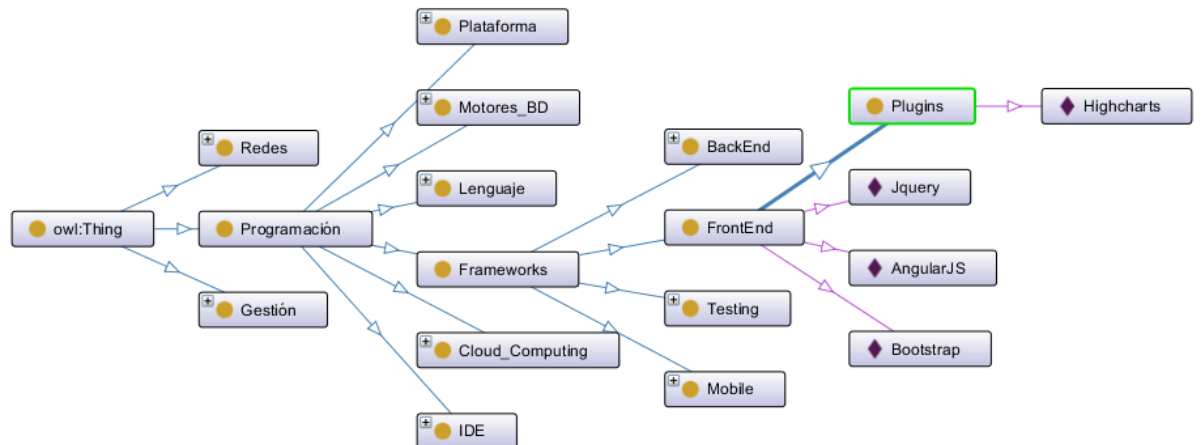 Plataforma
Motores_BD
Plugins
Highcharts
Redes
BackEnd
Lenguaje
Jquery
owl:Thing
Programación
FrontEnd
Frameworks
AngularJS
Gestión
Testing
Cloud_Computing
Bootstrap
Mobile
IDE